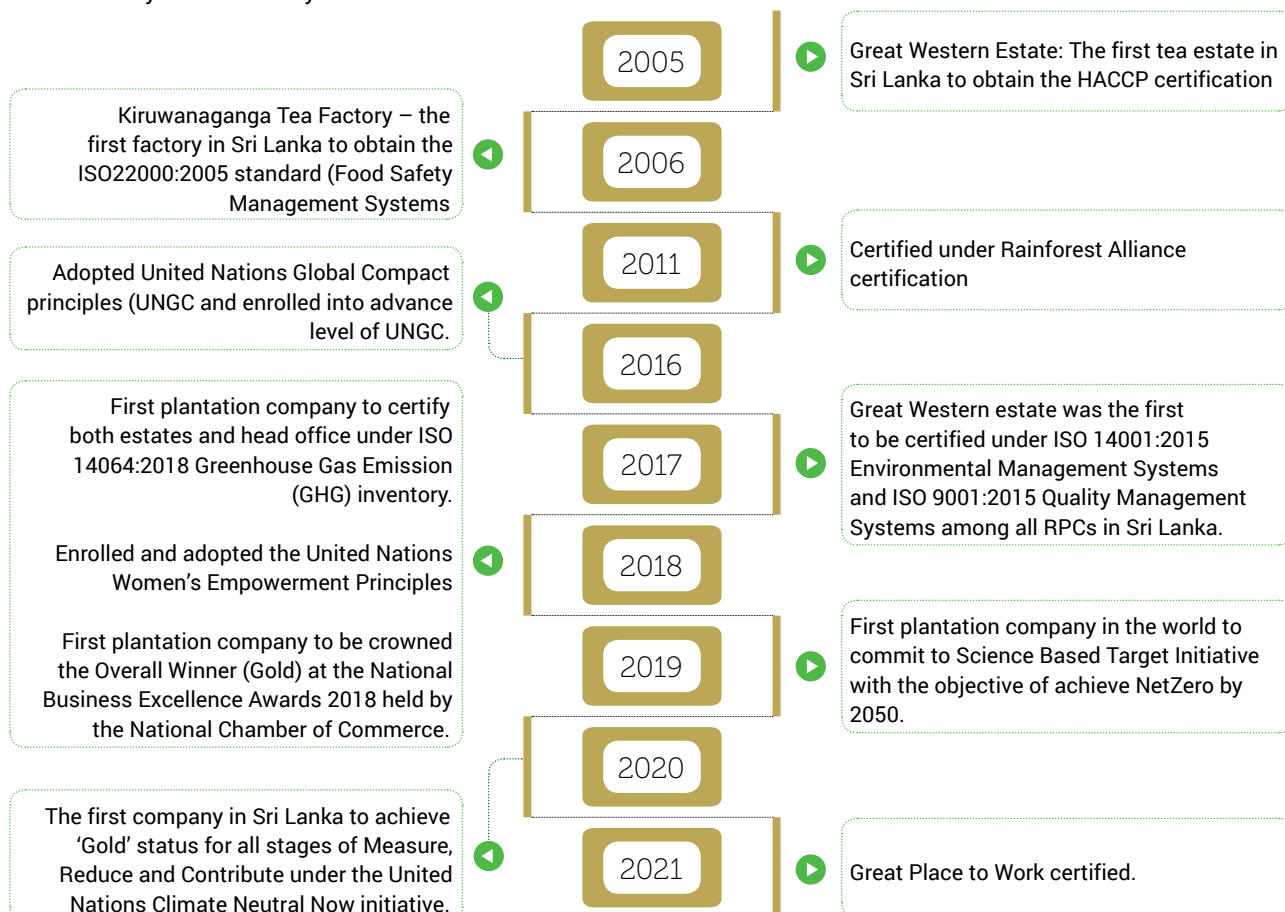 2005
Great Western Estate: The first tea estate in
Sri Lanka to obtain the HACCP certification
Kiruwanaganga Tea Factory – the
first factory in Sri Lanka to obtain the
ISO22000:2005 standard (Food Safety
Management Systems
2006
2011
Certified under Rainforest Alliance
certification
Adopted United Nations Global Compact
principles (UNGC and enrolled into advance
level of UNGC.
2016
2017
Great Western estate was the first
to be certified under ISO 14001:2015
Environmental Management Systems
and ISO 9001:2015 Quality Management
Systems among all RPCs in Sri Lanka.
First plantation company to certify
both estates and head office under ISO
14064:2018 Greenhouse Gas Emission
(GHG) inventory.
Enrolled and adopted the United Nations
Women's Empowerment Principles
First plantation company to be crowned
the Overall Winner (Gold) at the National
Business Excellence Awards 2018 held by
the National Chamber of Commerce.
2018
2019
First plantation company in the world to
commit to Science Based Target Initiative
with the objective of achieve NetZero by
2050.
2020
The first company in Sri Lanka to achieve
'Gold' status for all stages of Measure,
Reduce and Contribute under the United
Nations Climate Neutral Now initiative.
2021
Great Place to Work certified.